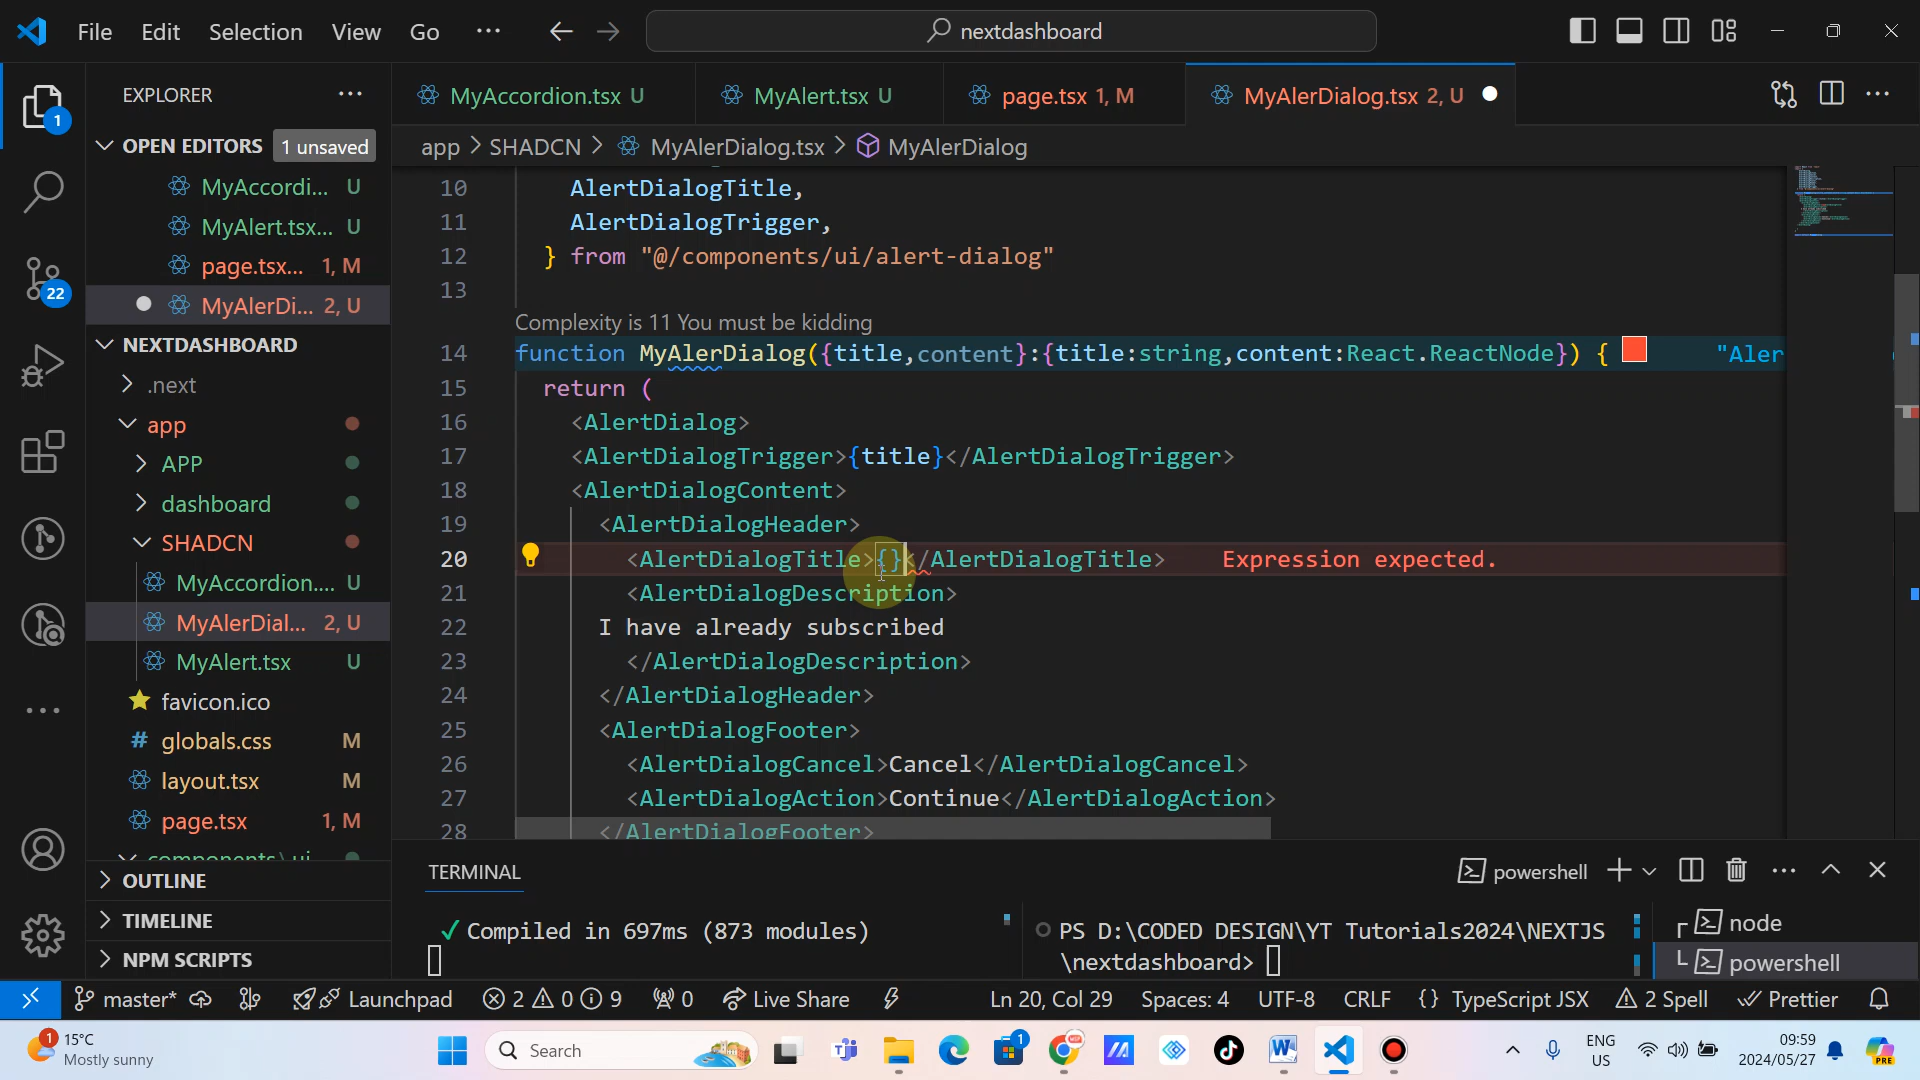 File Edit Selection View Go ··· nextdashboard
EXPLORER
OPEN EDITORS 1 unsaved
MyAccordi... U
MyAlert.tsx... U
page.tsx... 1, M
MyAlerDi... 2, U
NEXTDASHBOARD
.next
app
APP
dashboard
SHADCN
MyAccordion.... U
MyAlerDial... 2, U
MyAlert.tsx U
favicon.ico
globals.css M
layout.tsx M
page.tsx 1, M
components\ui
OUTLINE
TIMELINE
NPM SCRIPTS
1
22
MyAccordion.tsx U MyAlert.tsx U page.tsx 1, M MyAlerDialog.tsx 2, U
app > SHADCN > MyAlerDialog.tsx > MyAlerDialog
10 AlertDialogTitle,
11 AlertDialogTrigger,
12 } from "@/components/ui/alert-dialog"
13
Complexity is 11 You must be kidding
14 function MyAlerDialog({title,content}:{title:string,content:React.ReactNode}) { "Aler
15 return (
16 <AlertDialog>
17 <AlertDialogTrigger>{title}</AlertDialogTrigger>
18 <AlertDialogContent>
19 <AlertDialogHeader>
20 <AlertDialogTitle>{}</AlertDialogTitle> Expression expected.
21 <AlertDialogDescription>
22 I have already subscribed
23 </AlertDialogDescription>
24 </AlertDialogHeader>
25 <AlertDialogFooter>
26 <AlertDialogCancel>Cancel</AlertDialogCancel>
27 <AlertDialogAction>Continue</AlertDialogAction>
28 </AlertDialogFooter>
TERMINAL powershell
✓ Compiled in 697ms (873 modules)
PS D:\CODED DESIGN\YT Tutorials2024\NEXTJS
\nextdashboard>
node
powershell
master* Launchpad 2 0 9 0 Live Share Ln 20, Col 29 Spaces: 4 UTF-8 CRLF {} TypeScript JSX 2 Spell Prettier
1 15°C
Mostly sunny
Search
1
ENG
US
09:59
2024/05/27
PRE